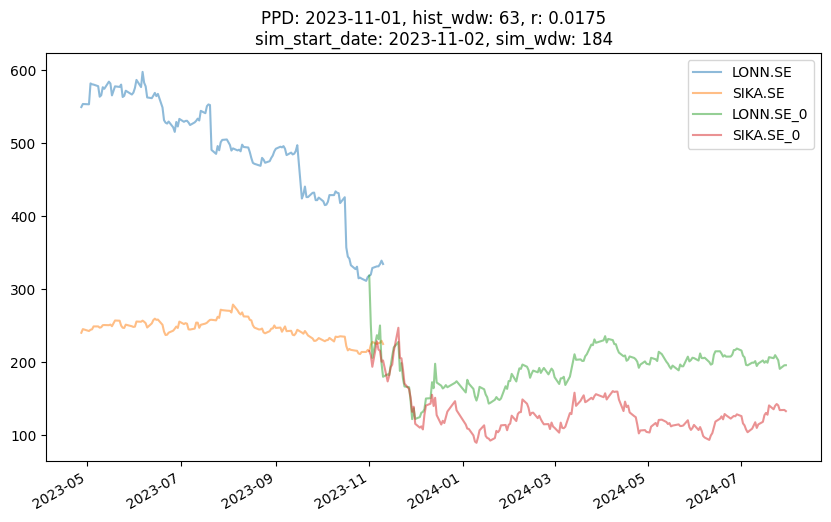 PPD: 2023-11-01, hist_wdw: 63, r: 0.0175
sim_start_date: 2023-11-02, sim_wdw: 184
LONN.SE
SIKA.SE
LONN.SE_0
SIKA.SE_0
600
500
400
300
200
100
2023-05
2023-07
2023-09
2023-11
2024-01
2024-03
2024-05
2024-07